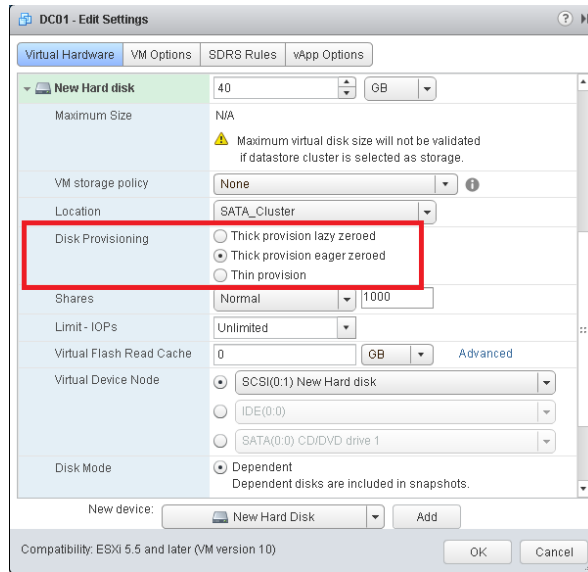 DC01 - Edit Settings
?
Virtual Hardware VM Options SDRS Rules vApp Options
New Hard disk 40 GB
Maximum Size N/A
Maximum virtual disk size will not be validated
if datastore cluster is selected as storage.
VM storage policy None
Location SATA_Cluster
Disk Provisioning Thick provision lazy zeroed
Thick provision eager zeroed
Thin provision
Shares Normal 1000
Limit - IOPs Unlimited
Virtual Flash Read Cache 0 GB Advanced
Virtual Device Node SCSI(0:1) New Hard disk
IDE(0:0)
SATA(0:0) CD/DVD drive 1
Disk Mode Dependent
Dependent disks are included in snapshots.
New device: New Hard Disk Add
Compatibility: ESXi 5.5 and later (VM version 10) OK Cancel